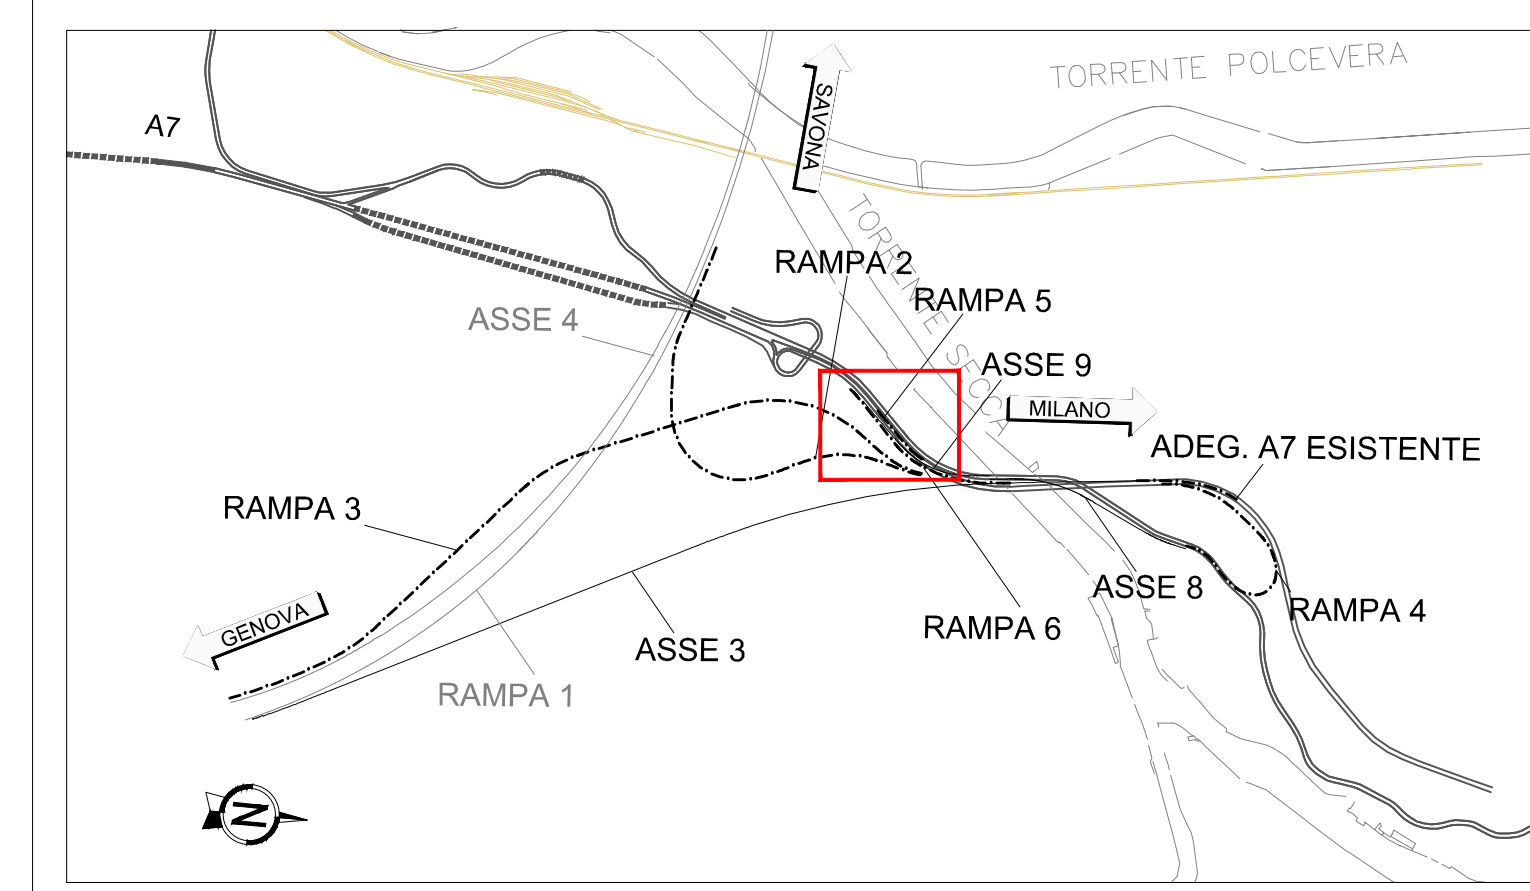 TORRENTE POLCEVERA
SAVONA
A7
TORRENTE SECCA
RAMPA 2
RAMPA 5
ASSE 4
ASSE 9
MILANO
ADEG. A7 ESISTENTE
RAMPA 3
ASSE 8
GENOVA
RAMPA 4
RAMPA 6
ASSE 3
RAMPA 1
N